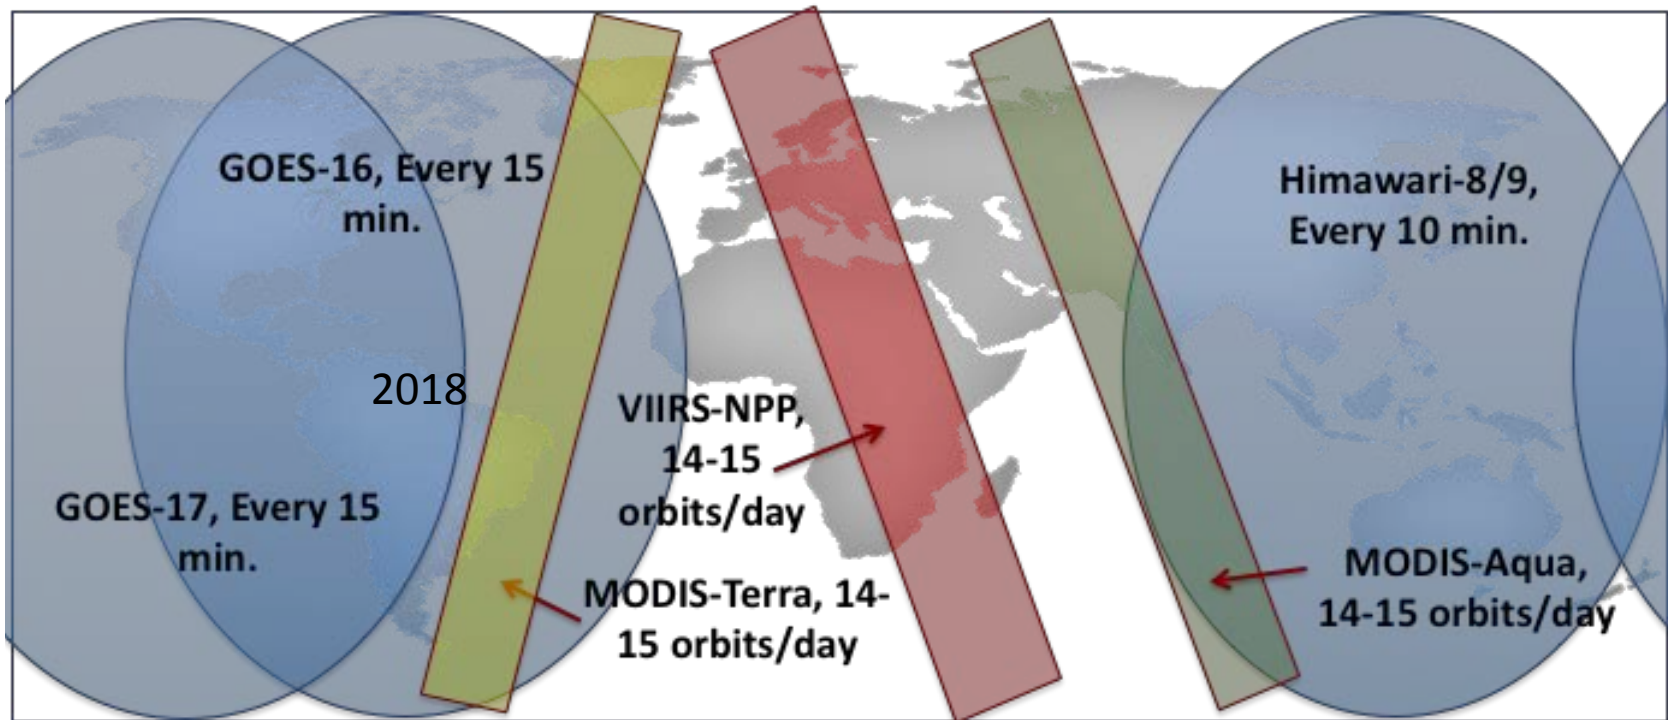 GOES-16, Every 15
min.
Himawari-8/9,
Every 10 min.
2018
VIIRS-NPP,
14-15
orbits/day
GOES-17, Every 15
min.
MODIS-Terra, 14-
15 orbits/day
MODIS-Aqua,
14-15 orbits/day